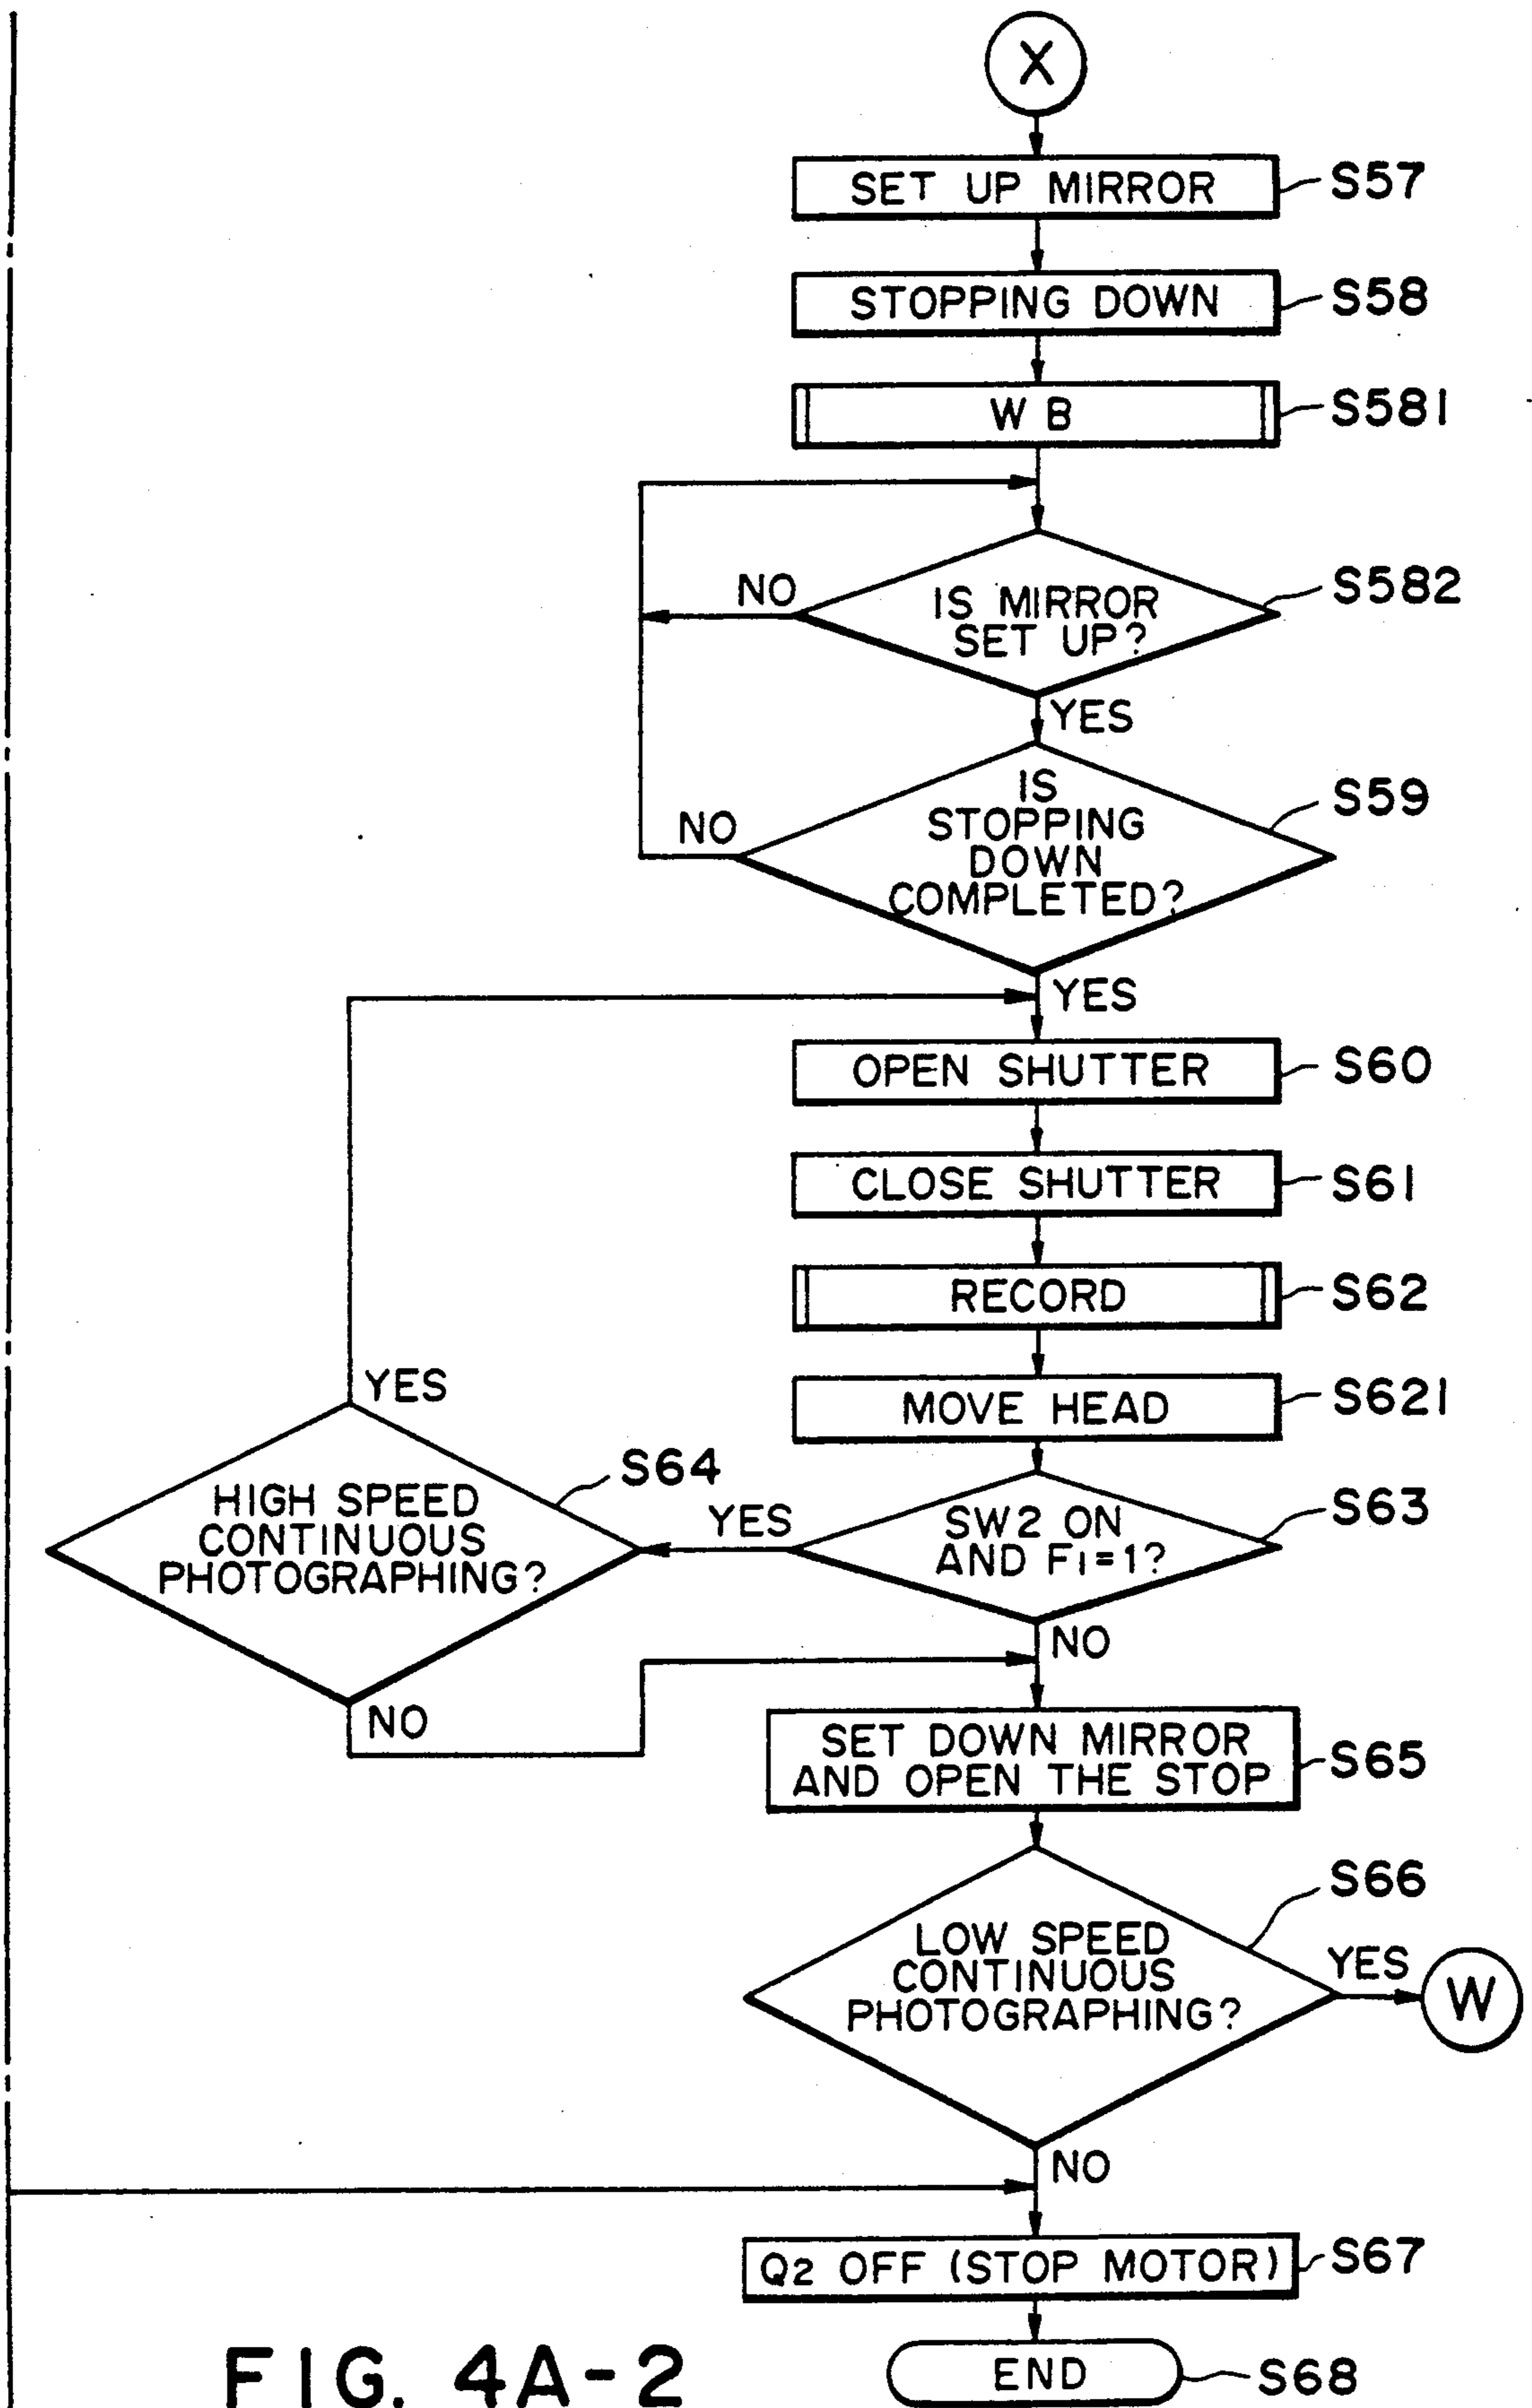 X
SET UP MIRROR
S57
STOPPING DOWN
S58
W B
S581
IS MIRROR
SET UP?
S582
NO
YES
IS
STOPPING
DOWN
COMPLETED?
S59
NO
YES
OPEN SHUTTER
S60
CLOSE SHUTTER
S61
RECORD
S62
MOVE HEAD
S621
SW2 ON
AND F1=1?
S63
YES
NO
HIGH SPEED
CONTINUOUS
PHOTOGRAPHING?
S64
YES
NO
SET DOWN MIRROR
AND OPEN THE STOP
S65
LOW SPEED
CONTINUOUS
PHOTOGRAPHING?
S66
YES
W
NO
Q2 OFF (STOP MOTOR)
S67
END
S68
FIG. 4A-2